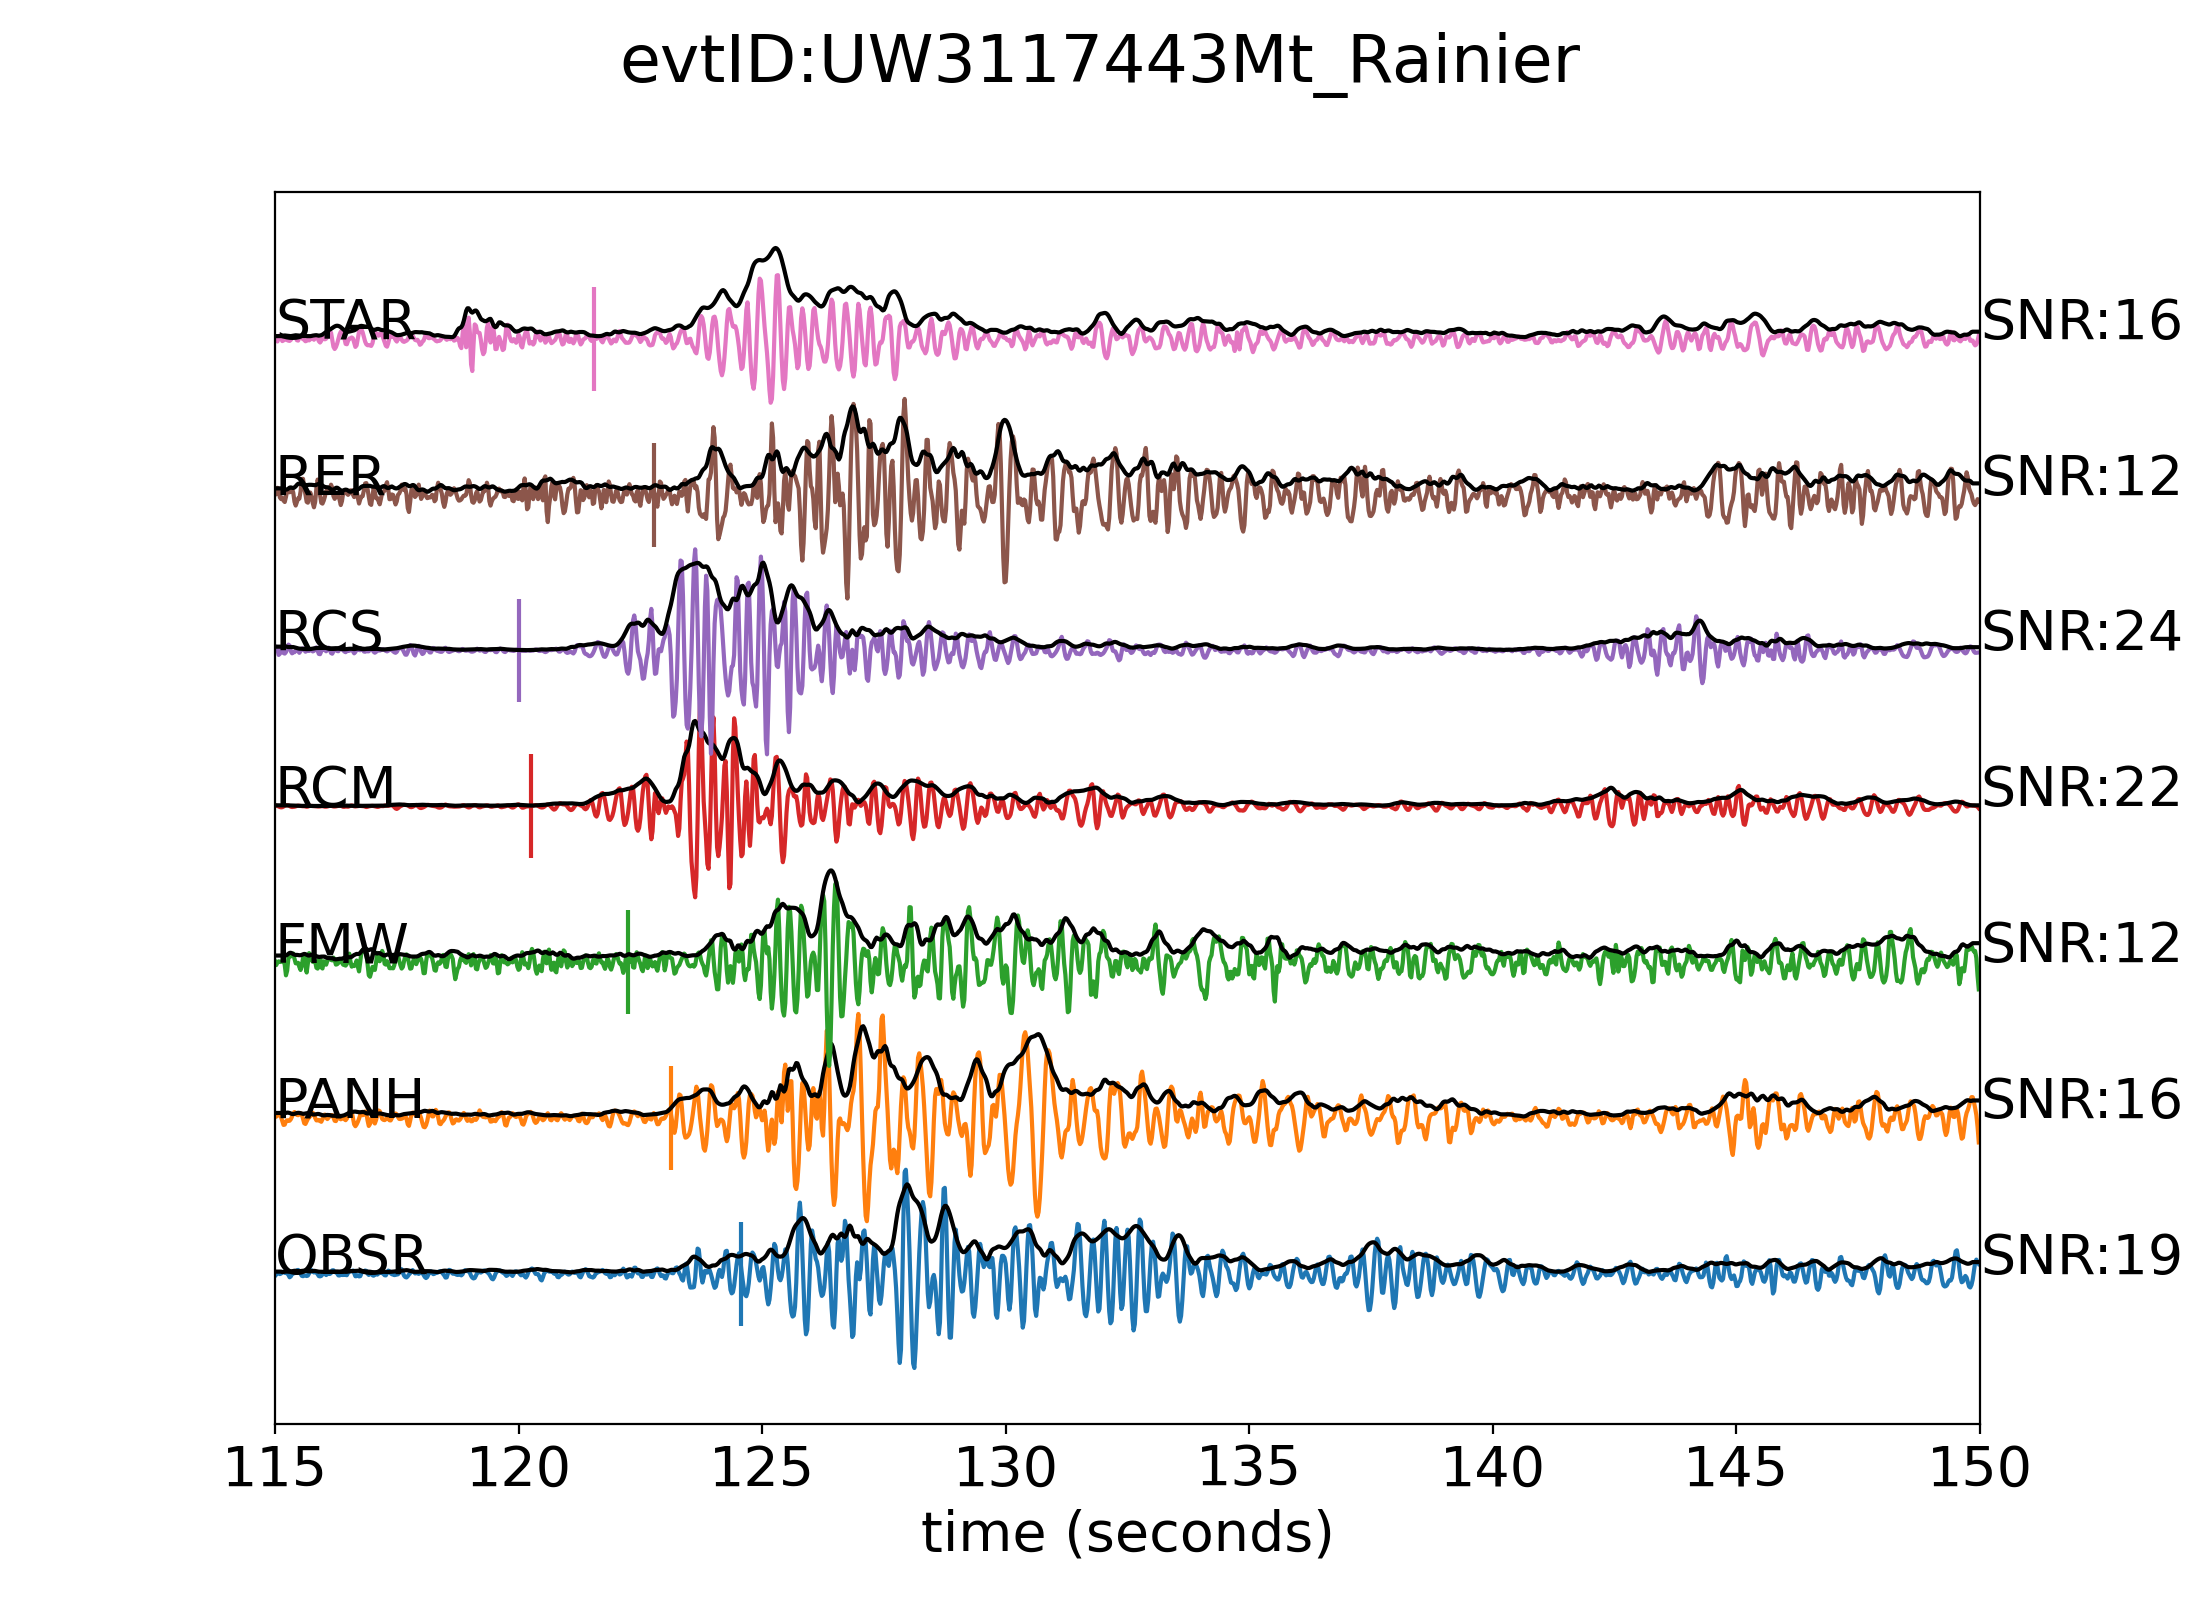 evtID:UW3117443Mt_Rainier
STAR SNR:16
RER SNR:12
RCS SNR:24
RCM SNR:22
FMW SNR:12
PANH SNR:16
OBSR SNR:19
115 120 125 130 135 140 145 150
time (seconds)